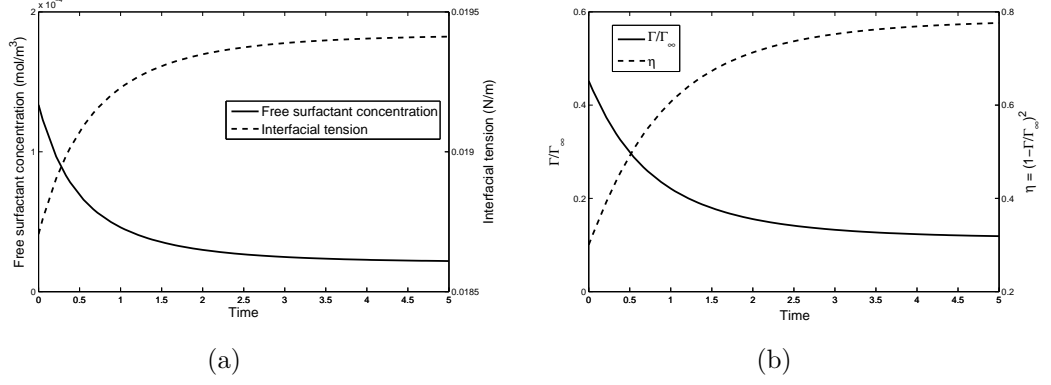 2 x 10⁻⁴
1
0
Free surfactant concentration (mol/m³)
0 0.5 1 1.5 2 2.5 3 3.5 4 4.5 5
Time
0.0195
0.019
0.0185
Interfacial tension (N/m)
Free surfactant concentration
Interfacial tension
(a)
0.6
0.4
0.2
0
Γ/Γ∞
0 0.5 1 1.5 2 2.5 3 3.5 4 4.5 5
Time
0.8
0.6
0.4
0.2
η = (1−Γ/Γ∞)²
Γ/Γ∞
η
(b)